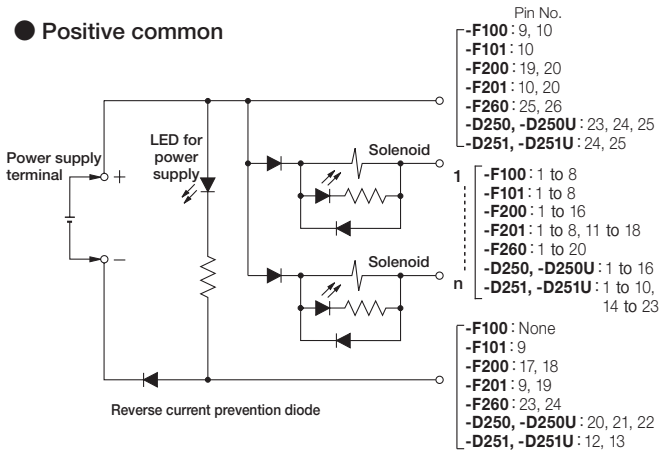 ● Positive common
Pin No.
-F100 : 9, 10
-F101 : 10
-F200 : 19, 20
-F201 : 10, 20
-F260 : 25, 26
-D250, -D250U : 23, 24, 25
-D251, -D251U : 24, 25
Power supply
terminal
+
−
LED for
power
supply
Solenoid
Solenoid
1
n
-F100 : 1 to 8
-F101 : 1 to 8
-F200 : 1 to 16
-F201 : 1 to 8, 11 to 18
-F260 : 1 to 20
-D250, -D250U : 1 to 16
-D251, -D251U : 1 to 10,
14 to 23
-F100 : None
-F101 : 9
-F200 : 17, 18
-F201 : 9, 19
-F260 : 23, 24
-D250, -D250U : 20, 21, 22
-D251, -D251U : 12, 13
Reverse current prevention diode